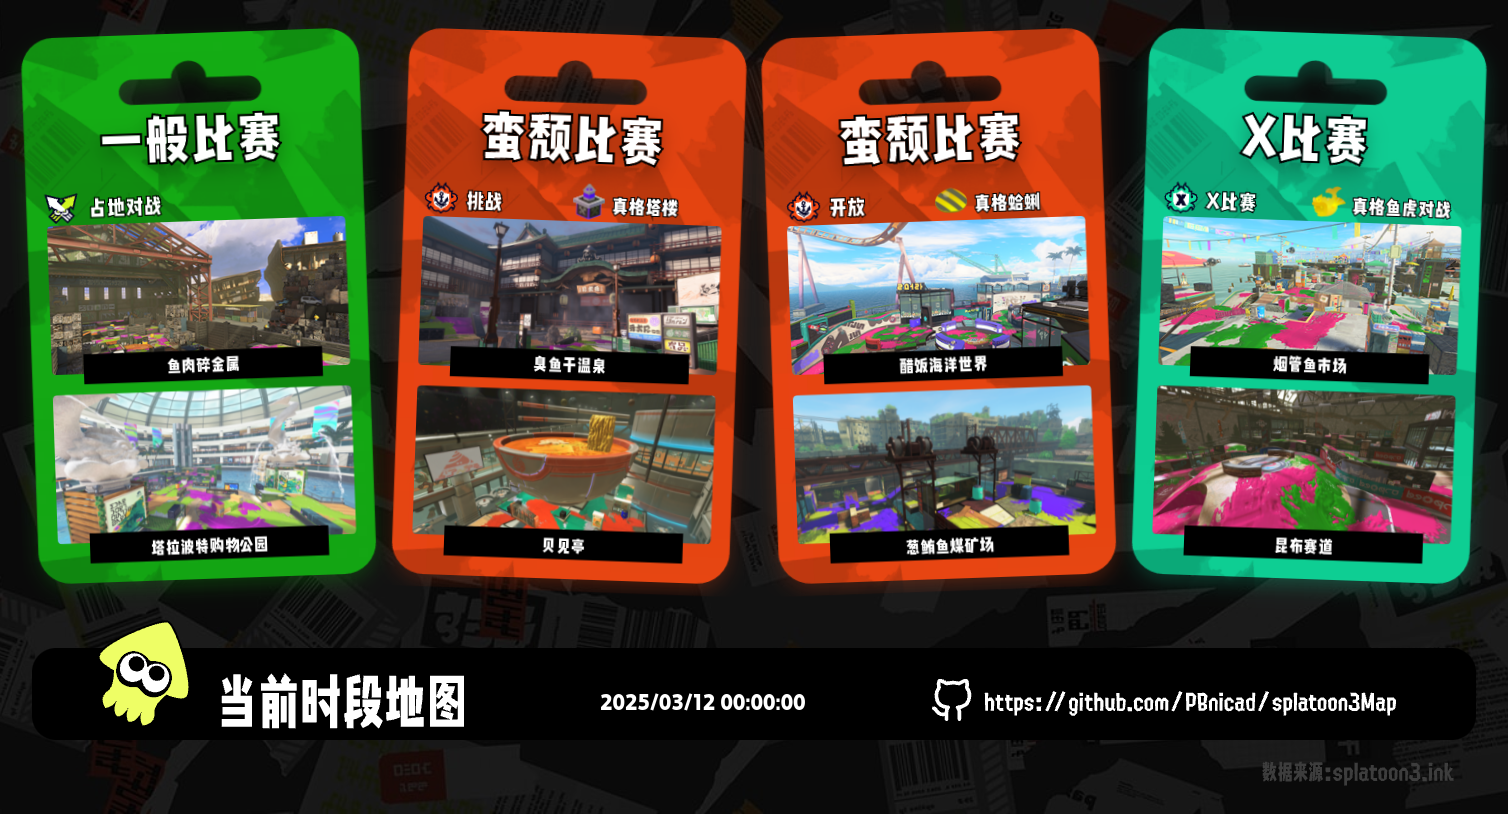 一般比赛
占地对战
鱼肉碎金属
塔拉波特购物公园
蛮颓比赛
挑战
真格塔楼
臭鱼干温泉
贝见亭
蛮颓比赛
开放
真格蛤蜊
醋饭海洋世界
葱鲔鱼煤矿场
X比赛
X比赛
真格鱼虎对战
烟管鱼市场
昆布赛道
当前时段地图
2025/03/12 00:00:00
https://github.com/PBnicad/splatoon3Map
数据来源:splatoon3.ink